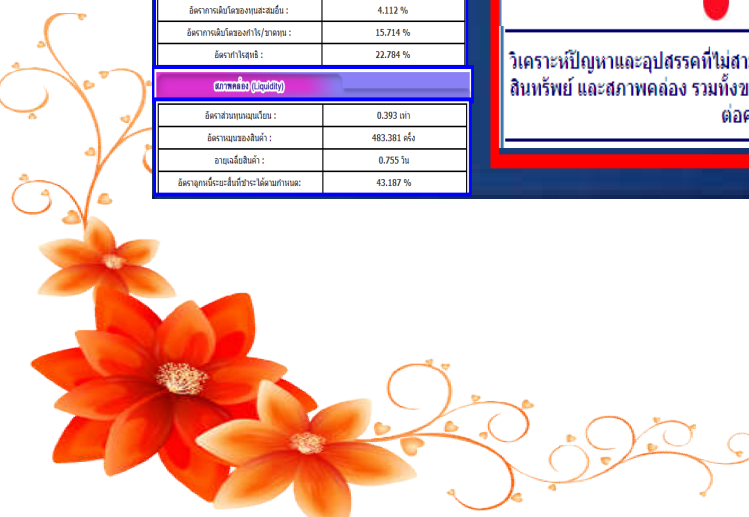 อัตราการเติบโตของทุนสะสมอื่น : 4.112 %
อัตราการเติบโตของกำไร/ขาดทุน : 15.714 %
อัตรากำไรสุทธิ : 22.784 %
สภาพคล่อง (Liquidity)
อัตราส่วนทุนหมุนเวียน : 0.393 เท่า
อัตราหมุนของสินค้า : 483.381 ครั้ง
อายุเฉลี่ยสินค้า : 0.755 วัน
อัตราลูกหนี้ระยะสั้นที่ชำระได้ตามกำหนด: 43.187 %
วิเคราะห์ปัญหาและอุปสรรคที่ไม่สา
สินทรัพย์ และสภาพคล่อง รวมทั้งข
ต่อค